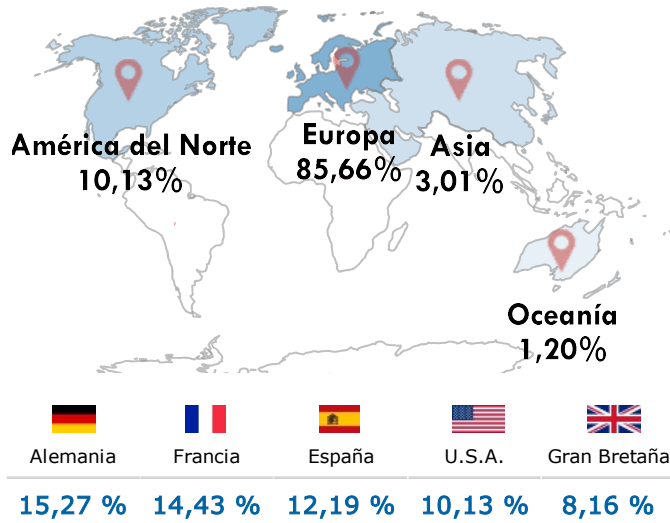 América del Norte
10,13%
Europa
85,66%
Asia
3,01%
Oceanía
1,20%
Alemania Francia España U.S.A. Gran Bretaña
15,27 % 14,43 % 12,19 % 10,13 % 8,16 %